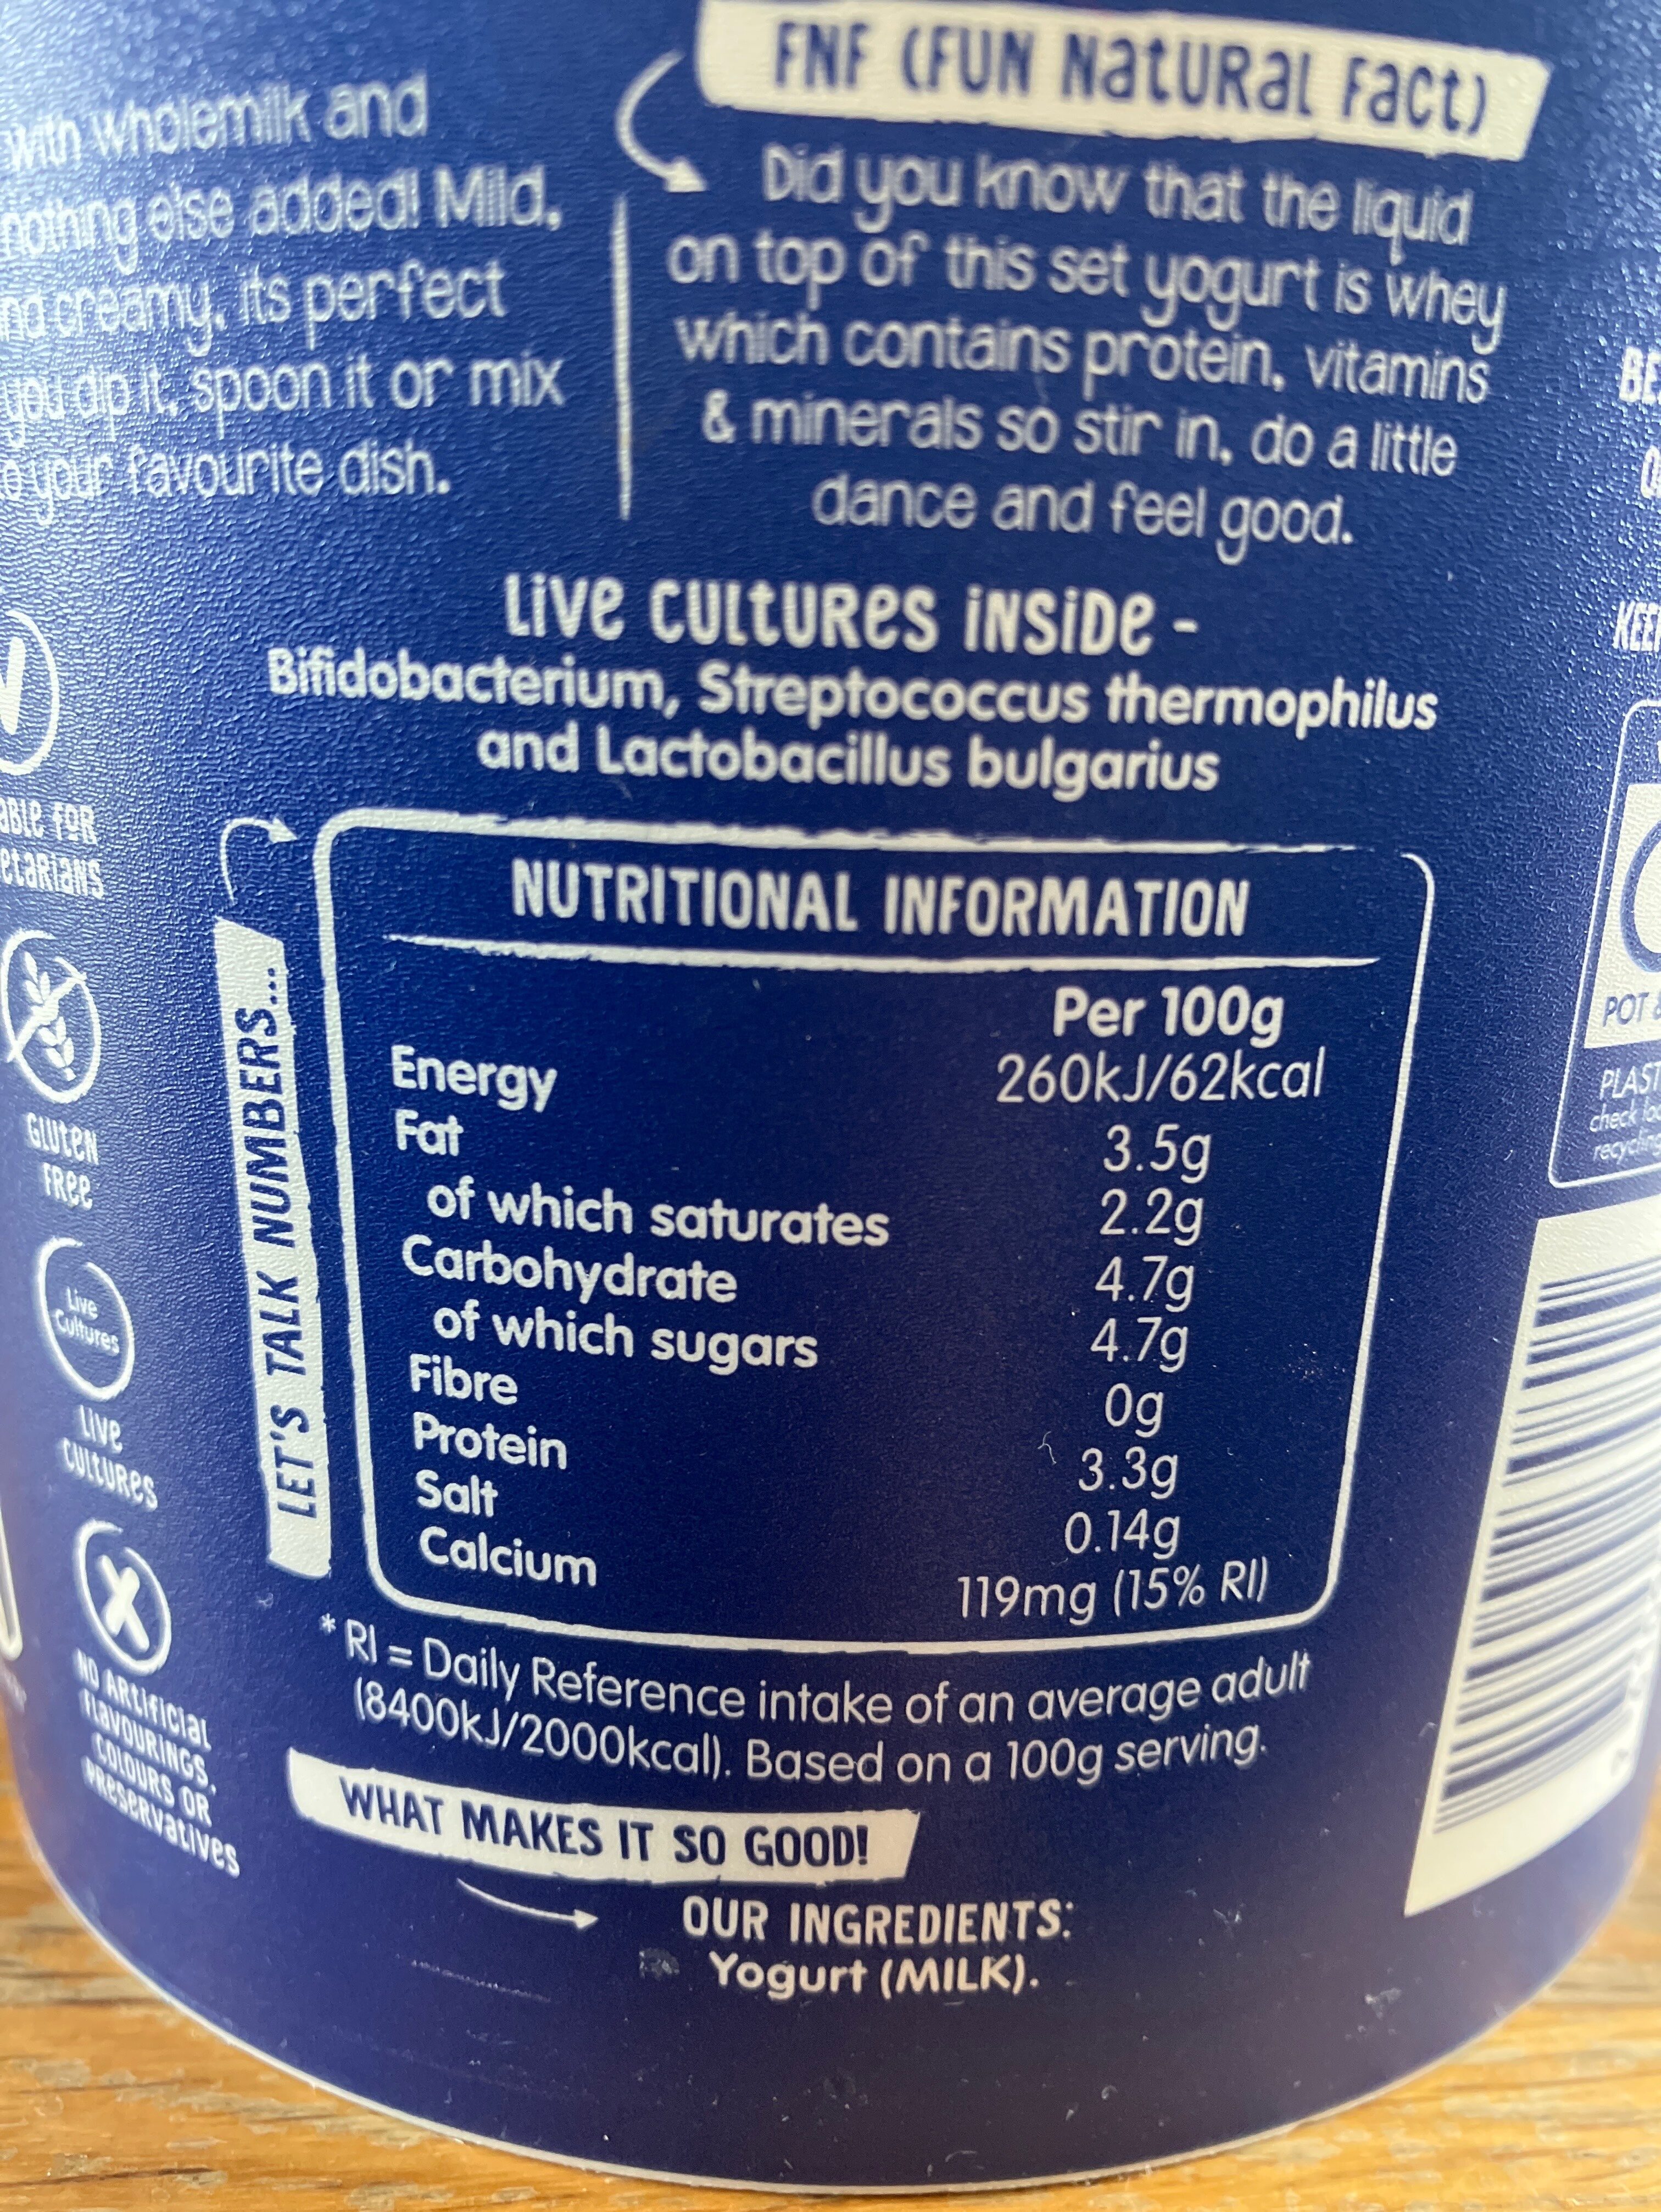 with wholemilk and
nothing else added! Mild,
creamy, its perfect
you dip it, spoon it or mix
your favourite dish.
FNF (FUN NatURaL Fact)
Did you know that the liquid
on top of this set yogurt is whey
which contains protein, vitamins
& minerals so stir in, do a little
dance and feel good.
Live CULtURes iNSiDe -
Bifidobacterium, Streptococcus thermophilus
and Lactobacillus bulgarius
FOR
GLUteN
FRee
Live
Cultures
LIVe
CULtURes
NO ARtificial
FLavOURINGS,
COLOURS OR
PReseRvatives
LET'S TALK NUMBERS...
NUTRITIONAL INFORMATION
Per 100g
Energy 260kJ/62kcal
Fat 3.5g
of which saturates 2.2g
Carbohydrate 4.7g
of which sugars 4.7g
Fibre 0g
Protein 3.3g
Salt 0.14g
Calcium 119mg (15% RI)
* RI = Daily Reference intake of an average adult
(8400kJ/2000kcal). Based on a 100g serving.
WHAT MAKES IT SO GOOD!
OUR INGREDIENTS:
Yogurt (MILK).
POT &
check